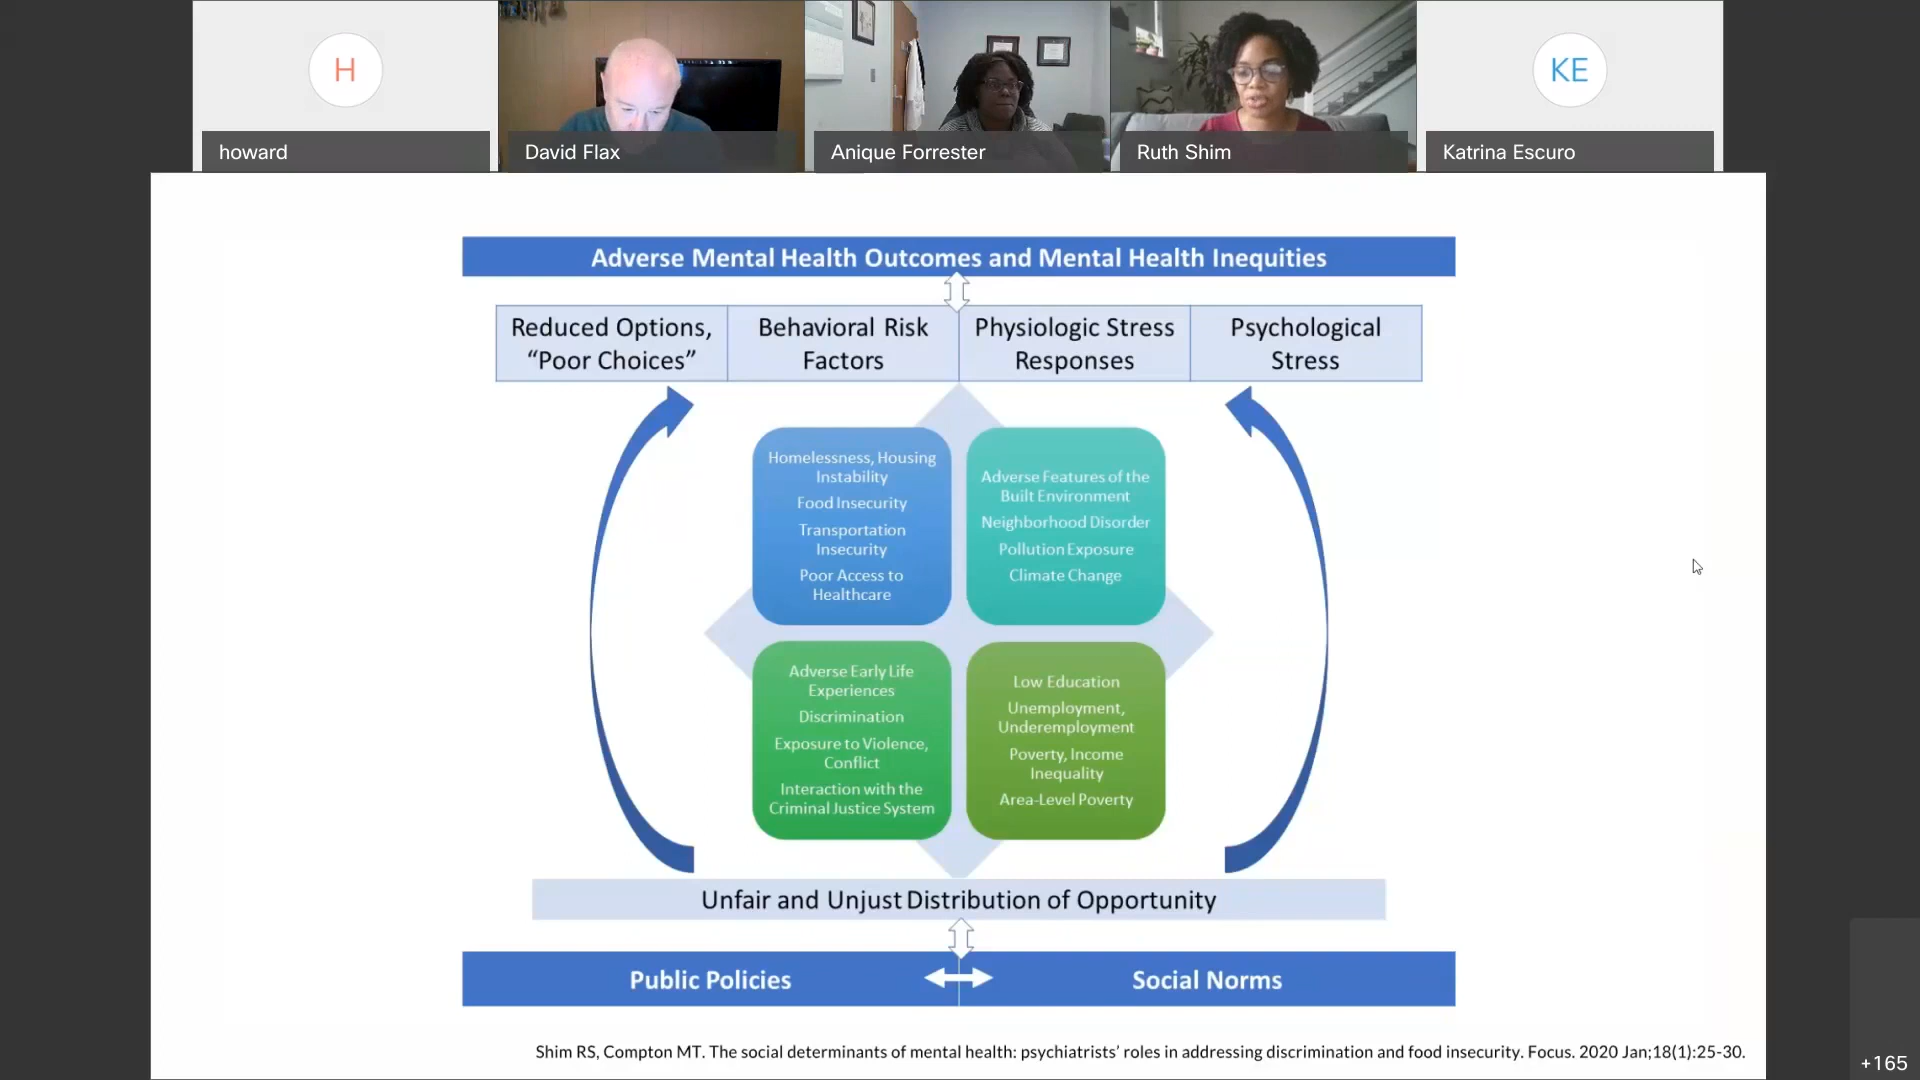 H
KE
howard
David Flax
Anique Forrester
Ruth Shim
Katrina Escuro
Adverse Mental Health Outcomes and Mental Health Inequities
Reduced Options,
“Poor Choices”
Behavioral Risk
Factors
Physiologic Stress
Responses
Psychological
Stress
Homelessness, Housing
Instability
Food Insecurity
Transportation
Insecurity
Poor Access to
Healthcare
Adverse Features of the
Built Environment
Neighborhood Disorder
Pollution Exposure
Climate Change
Adverse Early Life
Experiences
Discrimination
Exposure to Violence,
Conflict
Interaction with the
Criminal Justice System
Low Education
Unemployment,
Underemployment
Poverty, Income
Inequality
Area-Level Poverty
Unfair and Unjust Distribution of Opportunity
Public Policies
Social Norms
Shim RS, Compton MT. The social determinants of mental health: psychiatrists’ roles in addressing discrimination and food insecurity. Focus. 2020 Jan;18(1):25-30.
+165